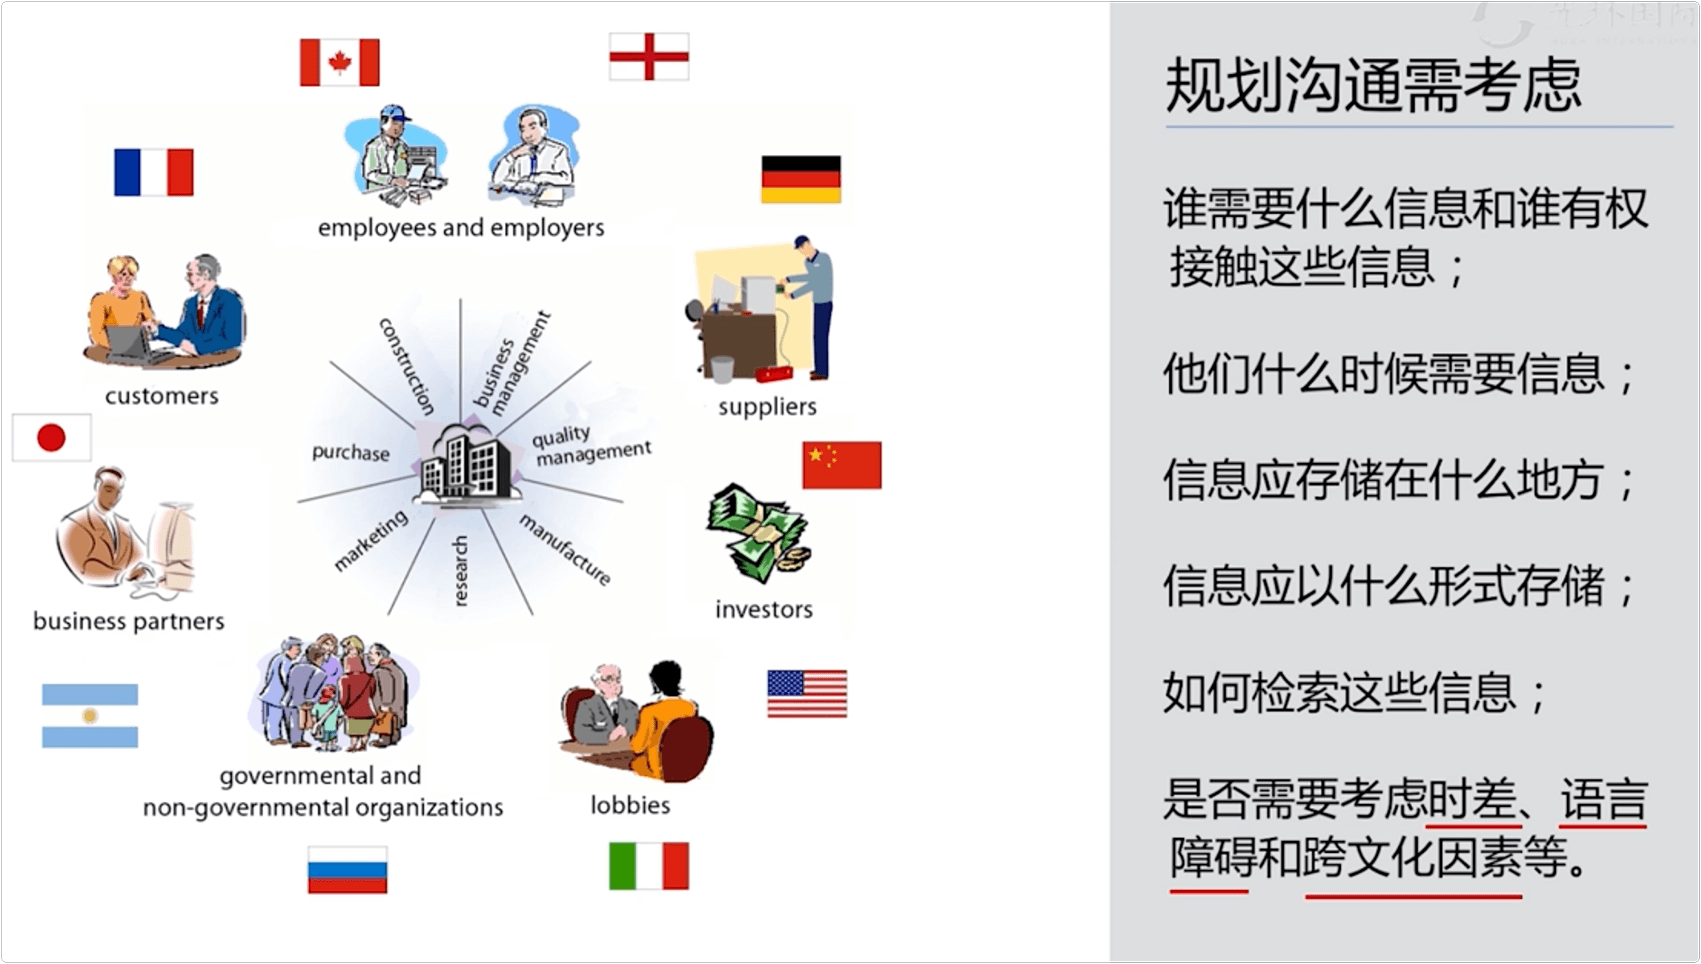 employees and employers
customers
suppliers
construction
business
management
purchase
quality
management
marketing
research
manufacture
business partners
investors
governmental and
non-governmental organizations
lobbies
规划沟通需考虑
谁需要什么信息和谁有权
接触这些信息；
他们什么时候需要信息；
信息应存储在什么地方；
信息应以什么形式存储；
如何检索这些信息；
是否需要考虑时差、语言
障碍和跨文化因素等。